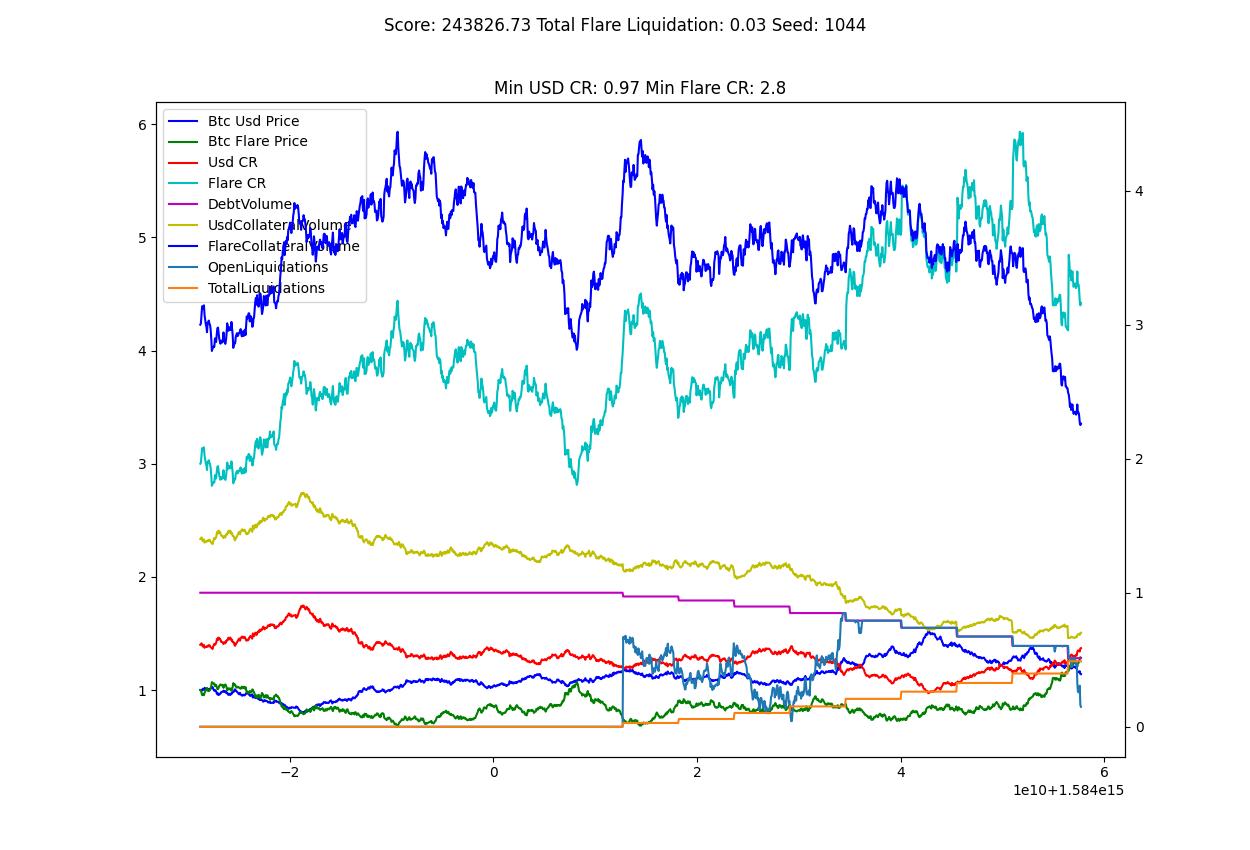 Score: 243826.73 Total Flare Liquidation: 0.03 Seed: 1044
Min USD CR: 0.97 Min Flare CR: 2.8
Btc Usd Price
Btc Flare Price
Usd CR
Flare CR
DebtVolume
UsdCollateralVolume
FlareCollateralVolume
OpenLiquidations
TotalLiquidations
6
5
4
3
2
1
4
3
2
1
0
−2
0
2
4
6
1e10+1.584e15